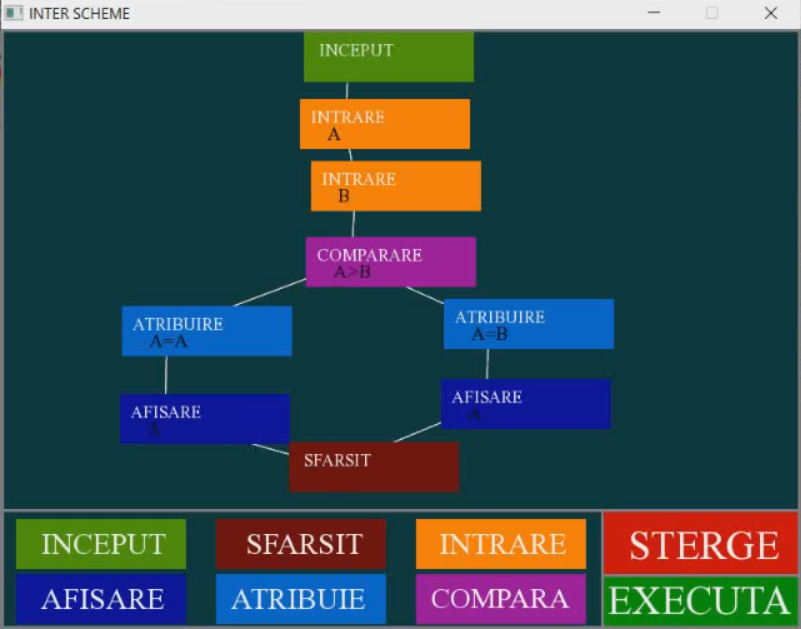 INTER SCHEME
INCEPUT
INTRARE
A
INTRARE
B
COMPARARE
A>B
ATRIBUIRE
A=A
ATRIBUIRE
A=B
AFISARE
A
AFISARE
A
SFARSIT
INCEPUT
SFARSIT
INTRARE
STERGE
AFISARE
ATRIBUIE
COMPARA
EXECUTA